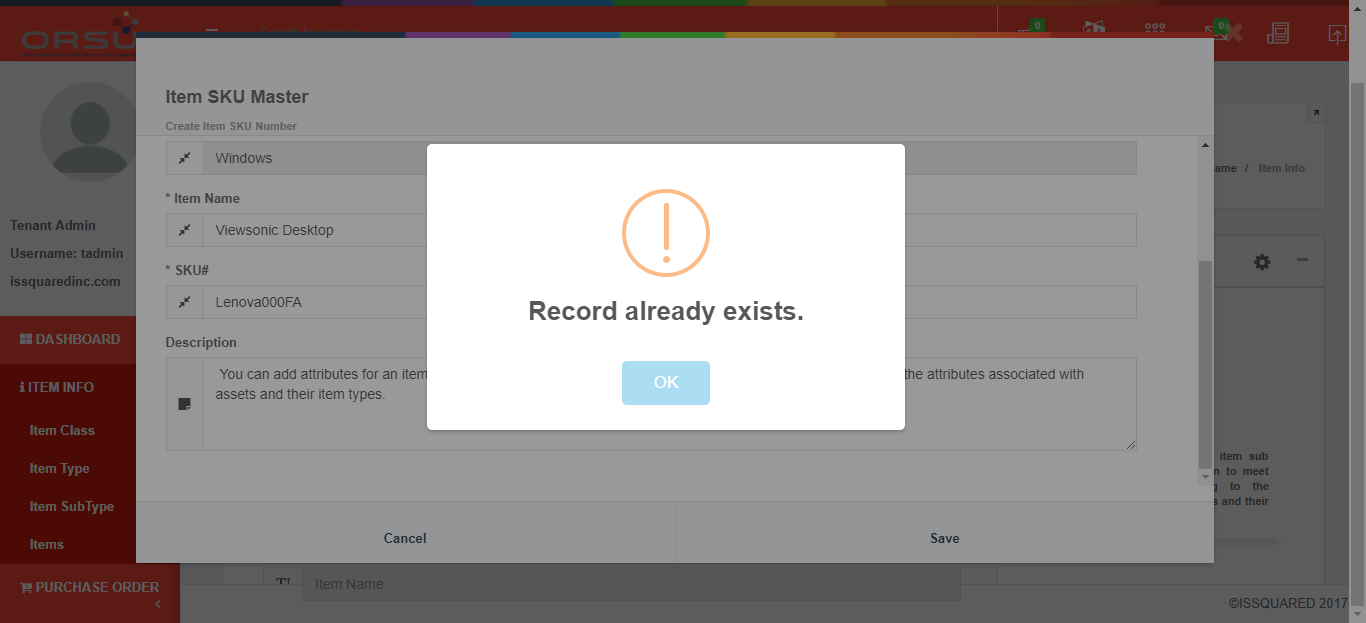 ORSU
0
0
Item SKU Master
Create Item SKU Number
Windows
* Item Name
Viewsonic Desktop
* SKU#
Lenova000FA
Description
You can add attributes for an item
the attributes associated with
assets and their item types.
Record already exists.
OK
Cancel
Save
Tenant Admin
Username: tadmin
issquaredinc.com
DASHBOARD
ITEM INFO
Item Class
Item Type
Item SubType
Items
PURCHASE ORDER
ame / Item Info
item sub
n to meet
to the
s and their
Item Name
©ISSQUARED 2017